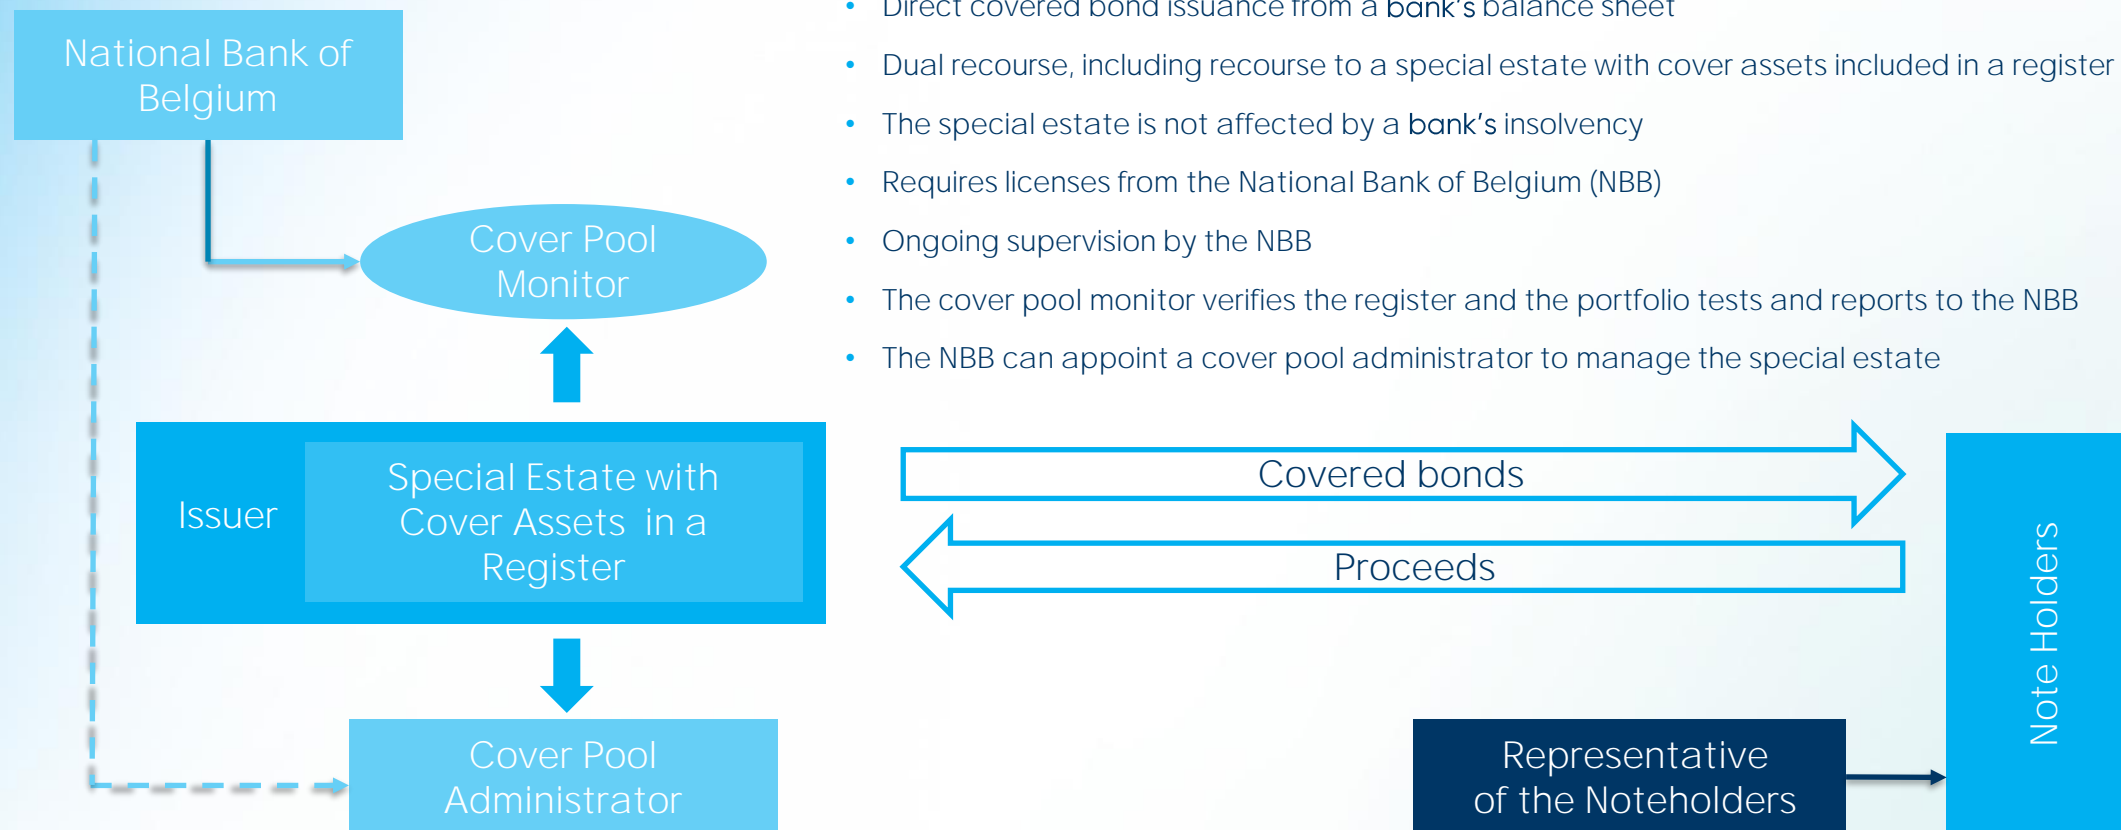 National Bank of
Belgium
• Direct covered bond issuance from a bank's balance sheet
• Dual recourse, including recourse to a special estate with cover assets included in a register
• The special estate is not affected by a bank's insolvency
• Requires licenses from the National Bank of Belgium (NBB)
• Ongoing supervision by the NBB
• The cover pool monitor verifies the register and the portfolio tests and reports to the NBB
• The NBB can appoint a cover pool administrator to manage the special estate
Cover Pool
Monitor
Issuer
Special Estate with
Cover Assets in a
Register
Covered bonds
Proceeds
Note Holders
Cover Pool
Administrator
Representative
of the Noteholders